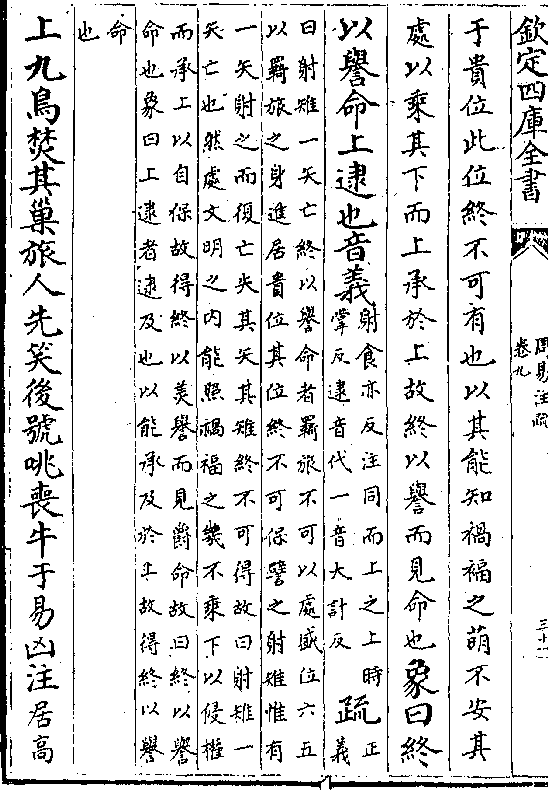 欽定四庫全書
周易注疏
卷九
于貴位此位終不可有也以其能知禍福之萌不安其
處以乘其下而上承於上故終以譽而見命也象曰終
以譽命上逮也音義
射食亦反注同而上之上時
掌反逮音代一音大計反
疏
正
義
曰射雉一矢亡終以譽命者羇旅不可以處盛位六五
以羇旅之身進居貴位其位終不可保譬之射雉惟有
一矢射之而復亡失其矢其雉終不可得故曰射雉一
矢亡也然處文明之内能照禍福之幾不乘下以侵權
而承上以自保故得終以美譽而見爵命故曰終以譽
命也象曰上逮者逮及也以能承及於上故得終以譽
命
也
上九鳥焚其巢旅人先笑後號咷喪牛于易凶注居高